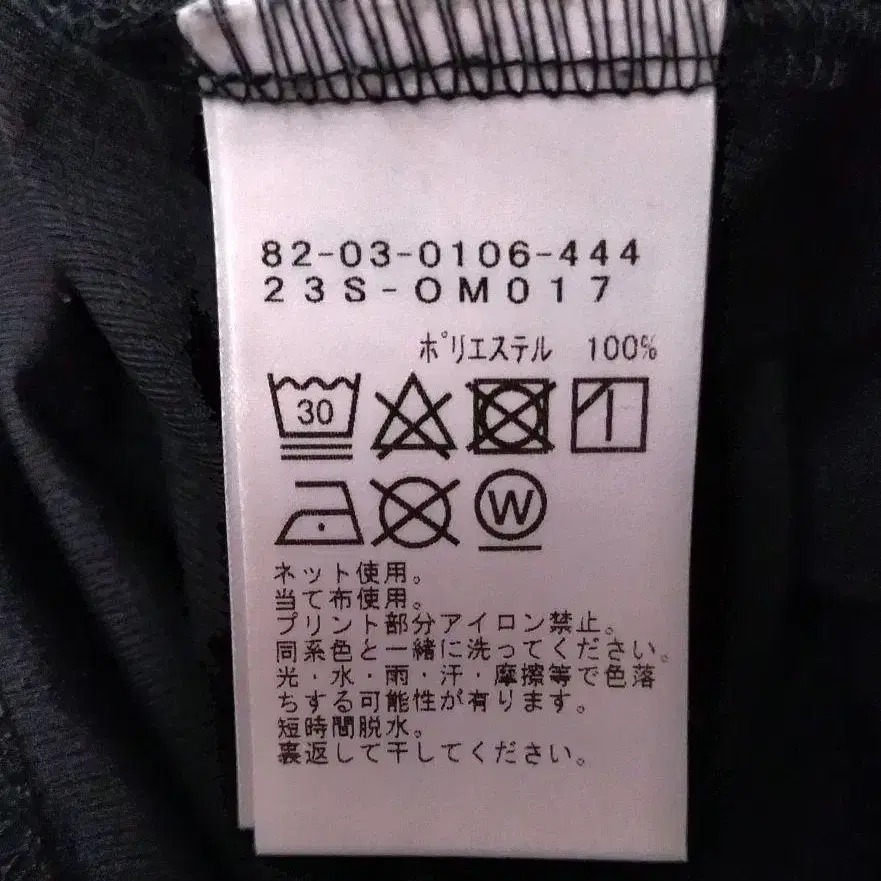 82-03-0106-444
23S-OM017
ポリエステル 100%
30
W
ネット使用。
当て布使用。
プリント部分アイロン禁止。
同系色と一緒に洗ってください。
光・水・雨・汗・摩擦等で色落
ちする可能性が有ります。
短時間脱水。
裏返して干してください。